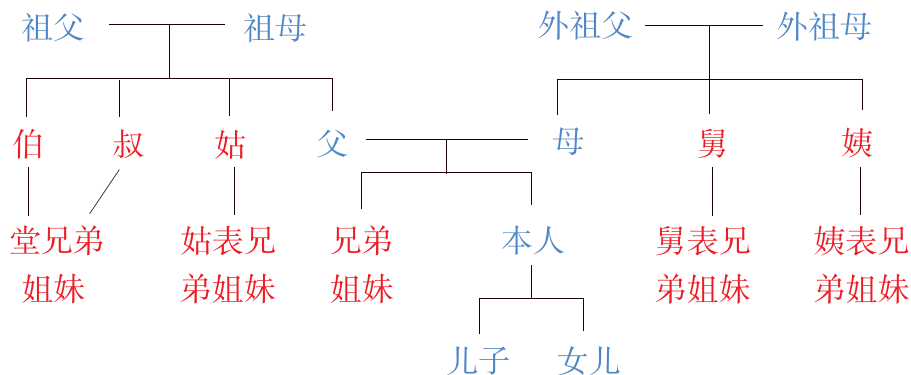 祖父 祖母 外祖父 外祖母
伯 叔 姑 父 母 舅 姨
堂兄弟 姑表兄 兄弟 本人 舅表兄 姨表兄
姐妹 弟姐妹 姐妹 弟姐妹 弟姐妹
儿子 女儿